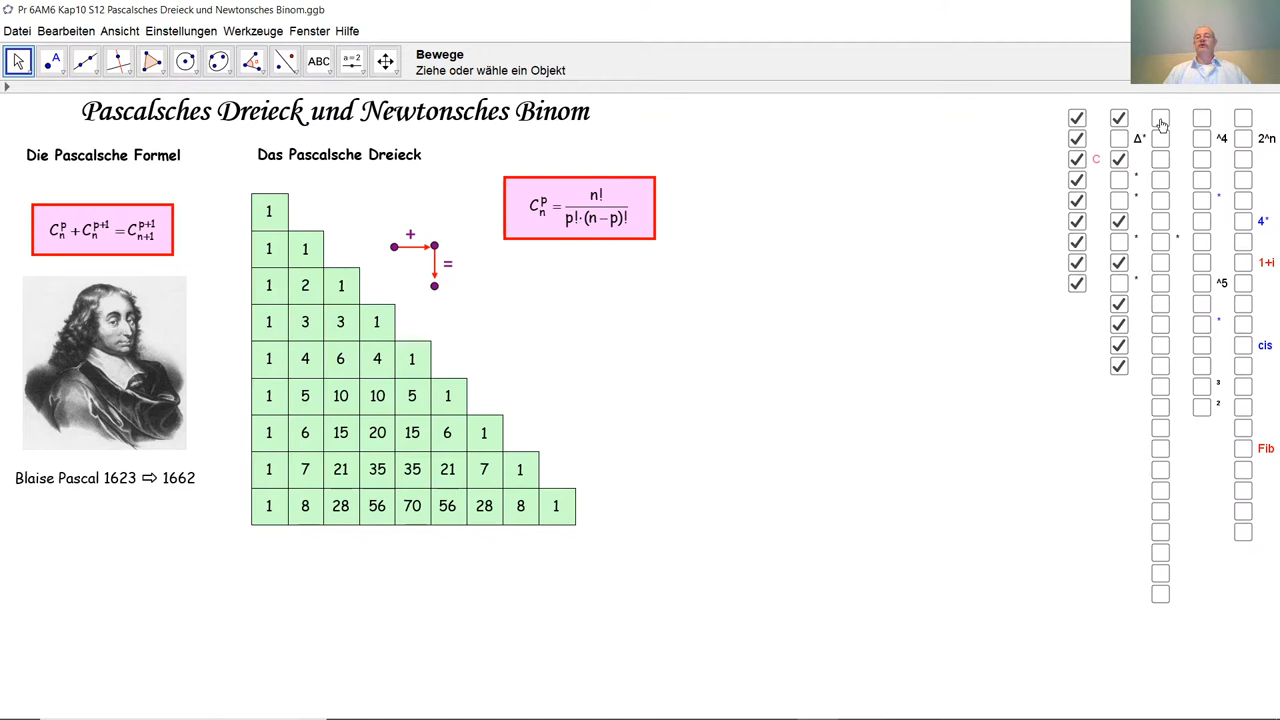 Pr 6AM6 Kap10 S12 Pascalsches Dreieck und Newtonsches Binom.ggb
Datei Bearbeiten Ansicht Einstellungen Werkzeuge Fenster Hilfe
A
ABC
a=2
Bewege
Ziehe oder wähle ein Objekt
Pascalsches Dreieck und Newtonsches Binom
Die Pascalsche Formel
Das Pascalsche Dreieck
C_n^p + C_n^{p+1} = C_{n+1}^{p+1}
C_n^p = n! / p!·(n−p)!
+
=
1
1 1
1 2 1
1 3 3 1
1 4 6 4 1
1 5 10 10 5 1
1 6 15 20 15 6 1
1 7 21 35 35 21 7 1
1 8 28 56 70 56 28 8 1
Blaise Pascal 1623 ⇨ 1662
Δ* ^4 2^n
C
*
* *
4*
* *
1+i
* ^5
*
cis
3
2
Fib